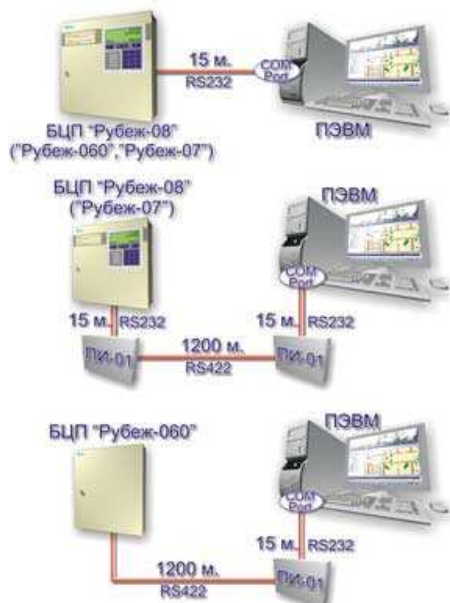 15 м.
RS232
COM
Port
БЦП "Рубеж-08"
("Рубеж-060","Рубеж-07")
ПЭВМ
БЦП "Рубеж-08"
("Рубеж-07")
ПЭВМ
COM
Port
15 м. RS232
15 м. RS232
ПИ-01
1200 м.
RS422
ПИ-01
БЦП "Рубеж-060"
ПЭВМ
COM
Port
15 м. RS232
1200 м.
RS422
ПИ-01